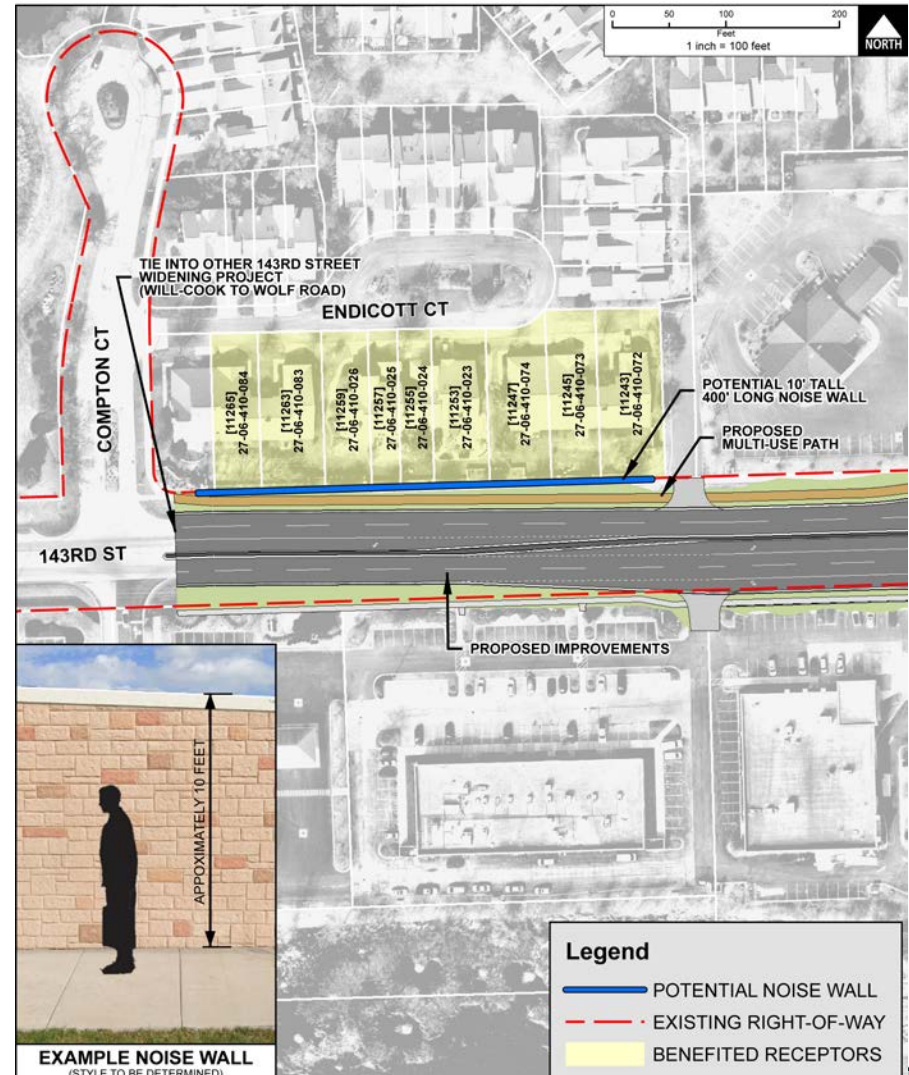 0 100 200
Feet
1 inch = 100 feet
NORTH
TIE INTO OTHER 143RD STREET
WIDENING PROJECT
(WILL-COOK TO WOLF ROAD)
ENDICOTT CT
COMPTON CT
[11265]
27-06-410-084
[11263]
27-06-410-083
[11259]
27-06-410-026
[11257]
27-06-410-025
[11255]
27-06-410-024
[11253]
27-06-410-023
[11247]
27-06-410-074
[11245]
27-06-410-073
[11243]
27-06-410-072
POTENTIAL 10' TALL
400' LONG NOISE WALL
PROPOSED
MULTI-USE PATH
143RD ST
PROPOSED IMPROVEMENTS
APPOXIMATELY 10 FEET
EXAMPLE NOISE WALL
(STYLE TO BE DETERMINED)
Legend
POTENTIAL NOISE WALL
EXISTING RIGHT-OF-WAY
BENEFITED RECEPTORS